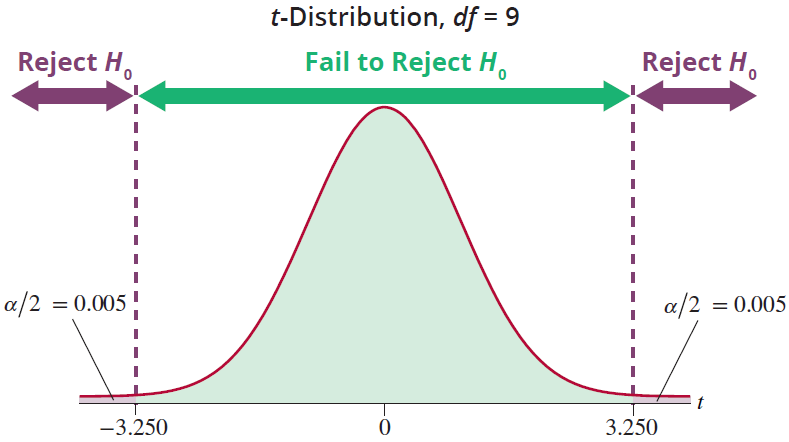 t-Distribution, df = 9
Reject H₀
Fail to Reject H₀
Reject H₀
α/2 = 0.005
α/2 = 0.005
t
−3.250
0
3.250